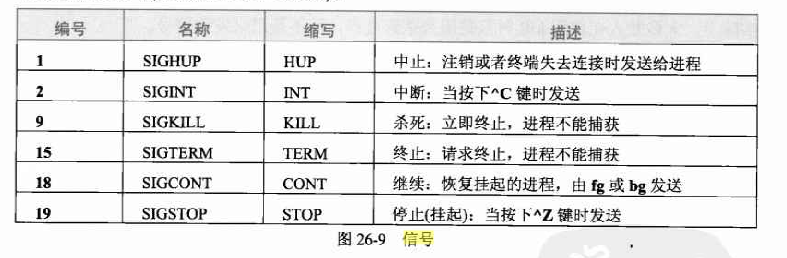 编号 名称 缩写 描述
1 SIGHUP HUP 中止：注销或者终端失去连接时发送给进程
2 SIGINT INT 中断：当按下^C 键时发送
9 SIGKILL KILL 杀死：立即终止，进程不能捕获
15 SIGTERM TERM 终止：请求终止，进程不能捕获
18 SIGCONT CONT 继续：恢复挂起的进程，由 fg 或 bg 发送
19 SIGSTOP STOP 停止(挂起)：当按下^Z 键时发送
图 26-9 信号